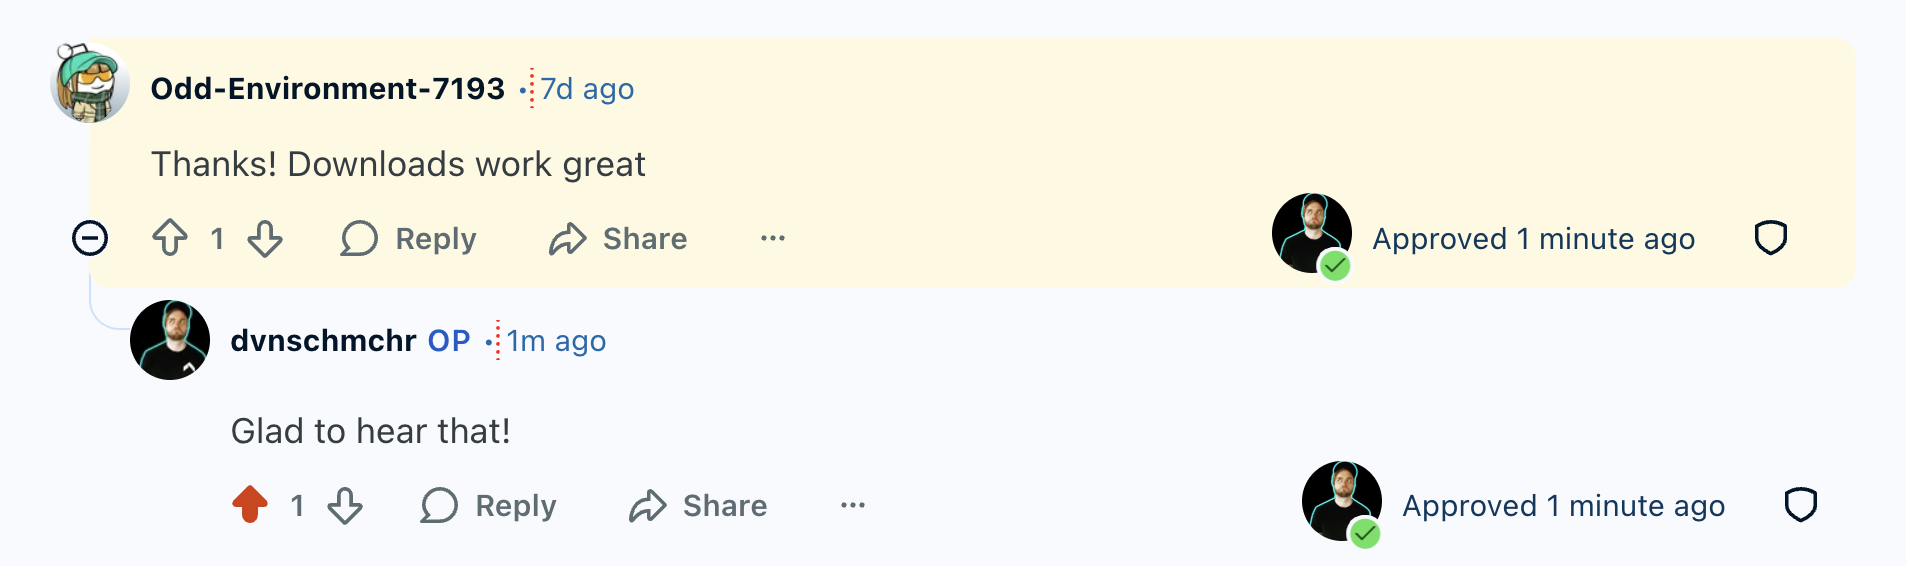 Odd-Environment-7193 • 7d ago
Thanks! Downloads work great
1 Reply Share ... Approved 1 minute ago
dvnschmchr OP • 1m ago
Glad to hear that!
1 Reply Share ... Approved 1 minute ago